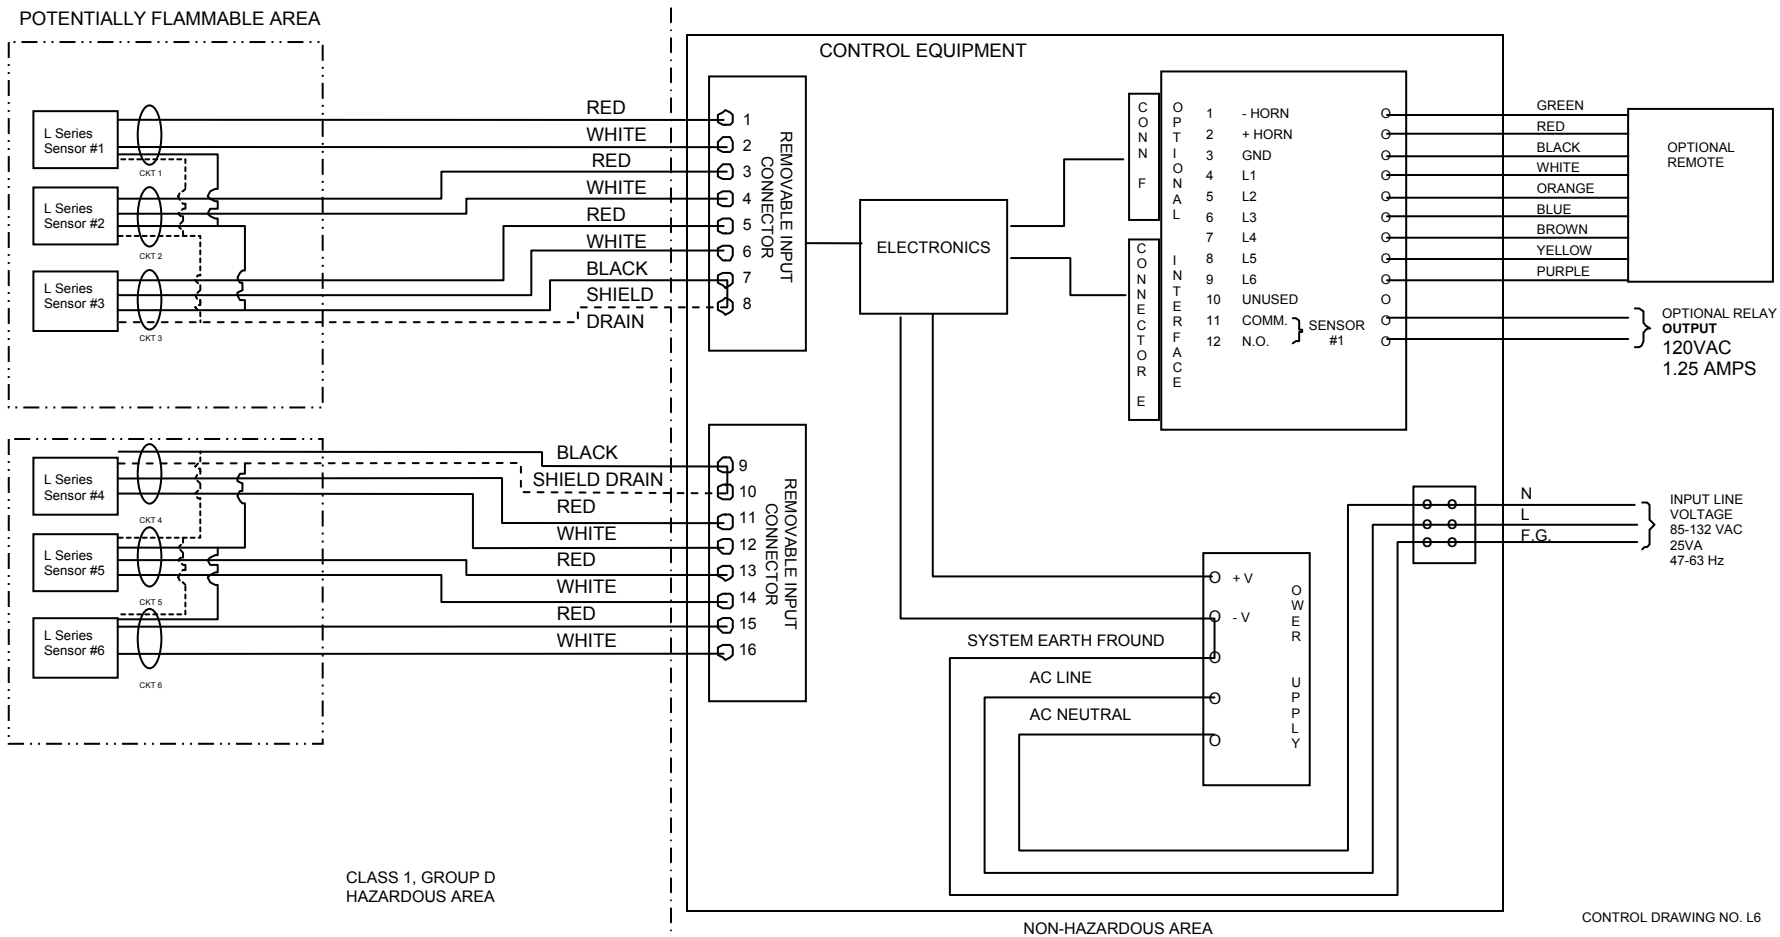 POTENTIALLY FLAMMABLE AREA
L Series
Sensor #1
CKT 1
L Series
Sensor #2
CKT 2
L Series
Sensor #3
CKT 3
RED
WHITE
RED
WHITE
RED
WHITE
BLACK
SHIELD
DRAIN
L Series
Sensor #4
CKT 4
L Series
Sensor #5
CKT 5
L Series
Sensor #6
CKT 6
BLACK
SHIELD DRAIN
RED
WHITE
RED
WHITE
RED
WHITE
CLASS 1, GROUP D
HAZARDOUS AREA
CONTROL EQUIPMENT
1
2
3
4
5
6
7
8
REMOVABLE INPUT
CONNECTOR
9
10
11
12
13
14
15
16
REMOVABLE INPUT
CONNECTOR
ELECTRONICS
CONN F
CONNECTOR E
OPTIONAL INTERFACE
1 - HORN
2 + HORN
3 GND
4 L1
5 L2
6 L3
7 L4
8 L5
9 L6
10 UNUSED
11 COMM.
12 N.O.
SENSOR
#1
GREEN
RED
BLACK
WHITE
ORANGE
BLUE
BROWN
YELLOW
PURPLE
OPTIONAL
REMOTE
OPTIONAL RELAY
OUTPUT
120VAC
1.25 AMPS
N
L
F.G.
INPUT LINE
VOLTAGE
85-132 VAC
25VA
47-63 Hz
+ V
- V
OWER UPPLY
SYSTEM EARTH FROUND
AC LINE
AC NEUTRAL
NON-HAZARDOUS AREA
CONTROL DRAWING NO. L6